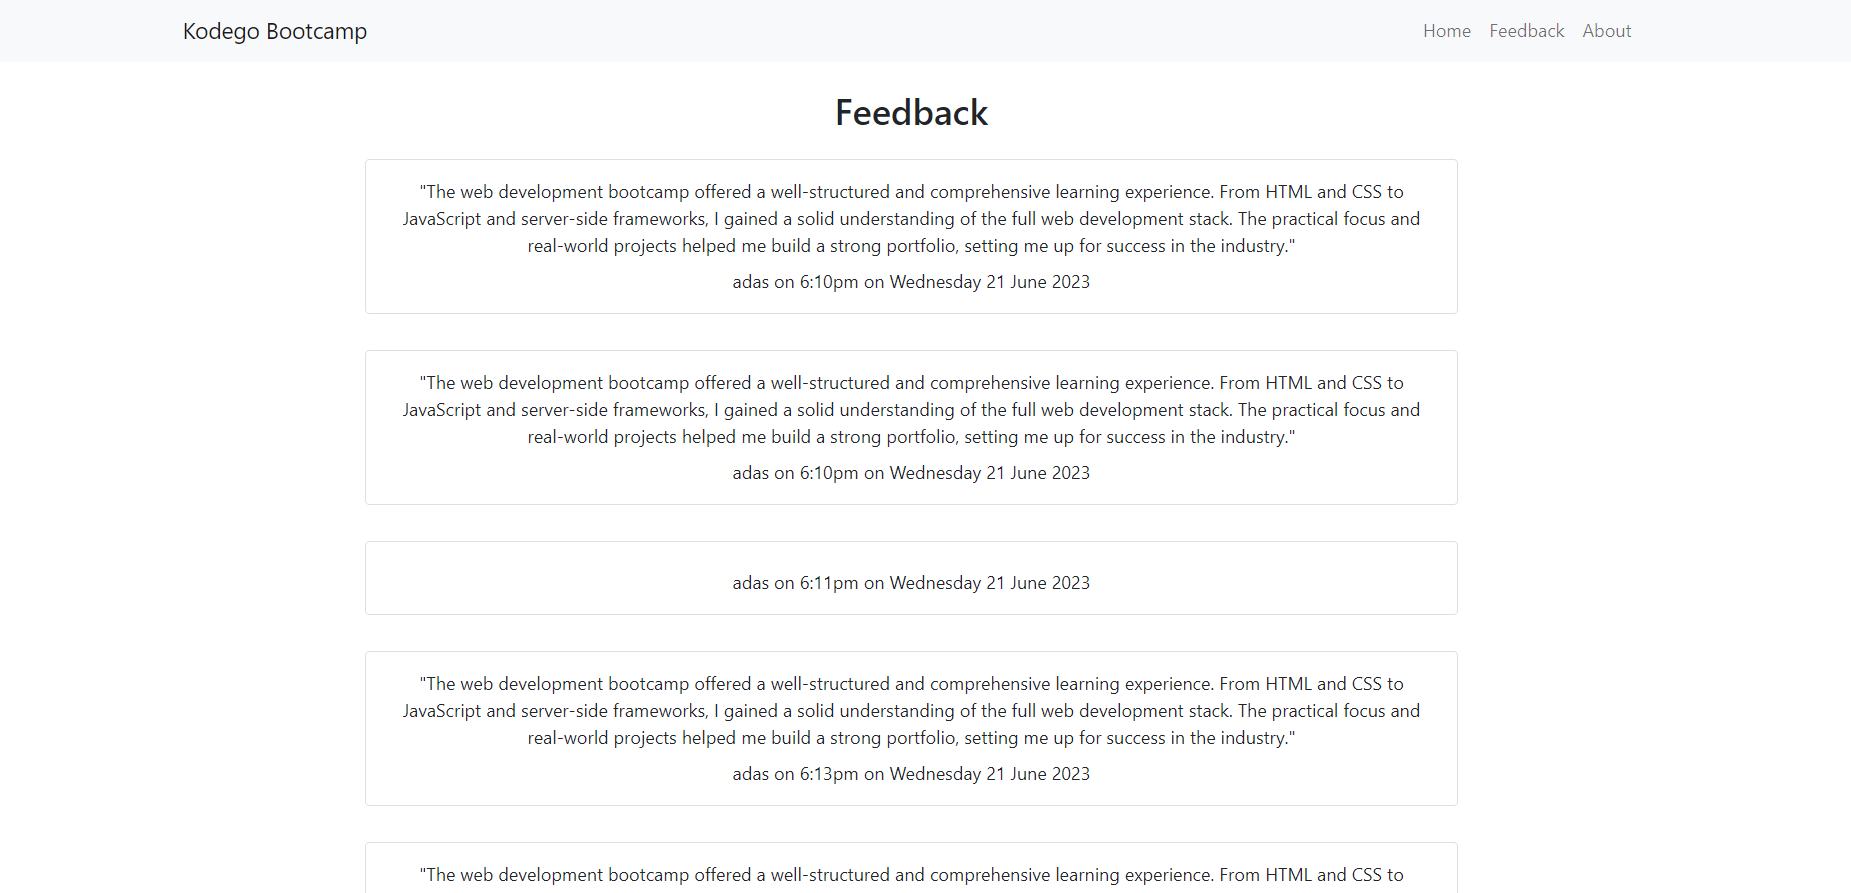 Kodego Bootcamp
Home Feedback About
Feedback
"The web development bootcamp offered a well-structured and comprehensive learning experience. From HTML and CSS to
JavaScript and server-side frameworks, I gained a solid understanding of the full web development stack. The practical focus and
real-world projects helped me build a strong portfolio, setting me up for success in the industry."
adas on 6:10pm on Wednesday 21 June 2023
"The web development bootcamp offered a well-structured and comprehensive learning experience. From HTML and CSS to
JavaScript and server-side frameworks, I gained a solid understanding of the full web development stack. The practical focus and
real-world projects helped me build a strong portfolio, setting me up for success in the industry."
adas on 6:10pm on Wednesday 21 June 2023
adas on 6:11pm on Wednesday 21 June 2023
"The web development bootcamp offered a well-structured and comprehensive learning experience. From HTML and CSS to
JavaScript and server-side frameworks, I gained a solid understanding of the full web development stack. The practical focus and
real-world projects helped me build a strong portfolio, setting me up for success in the industry."
adas on 6:13pm on Wednesday 21 June 2023
"The web development bootcamp offered a well-structured and comprehensive learning experience. From HTML and CSS to